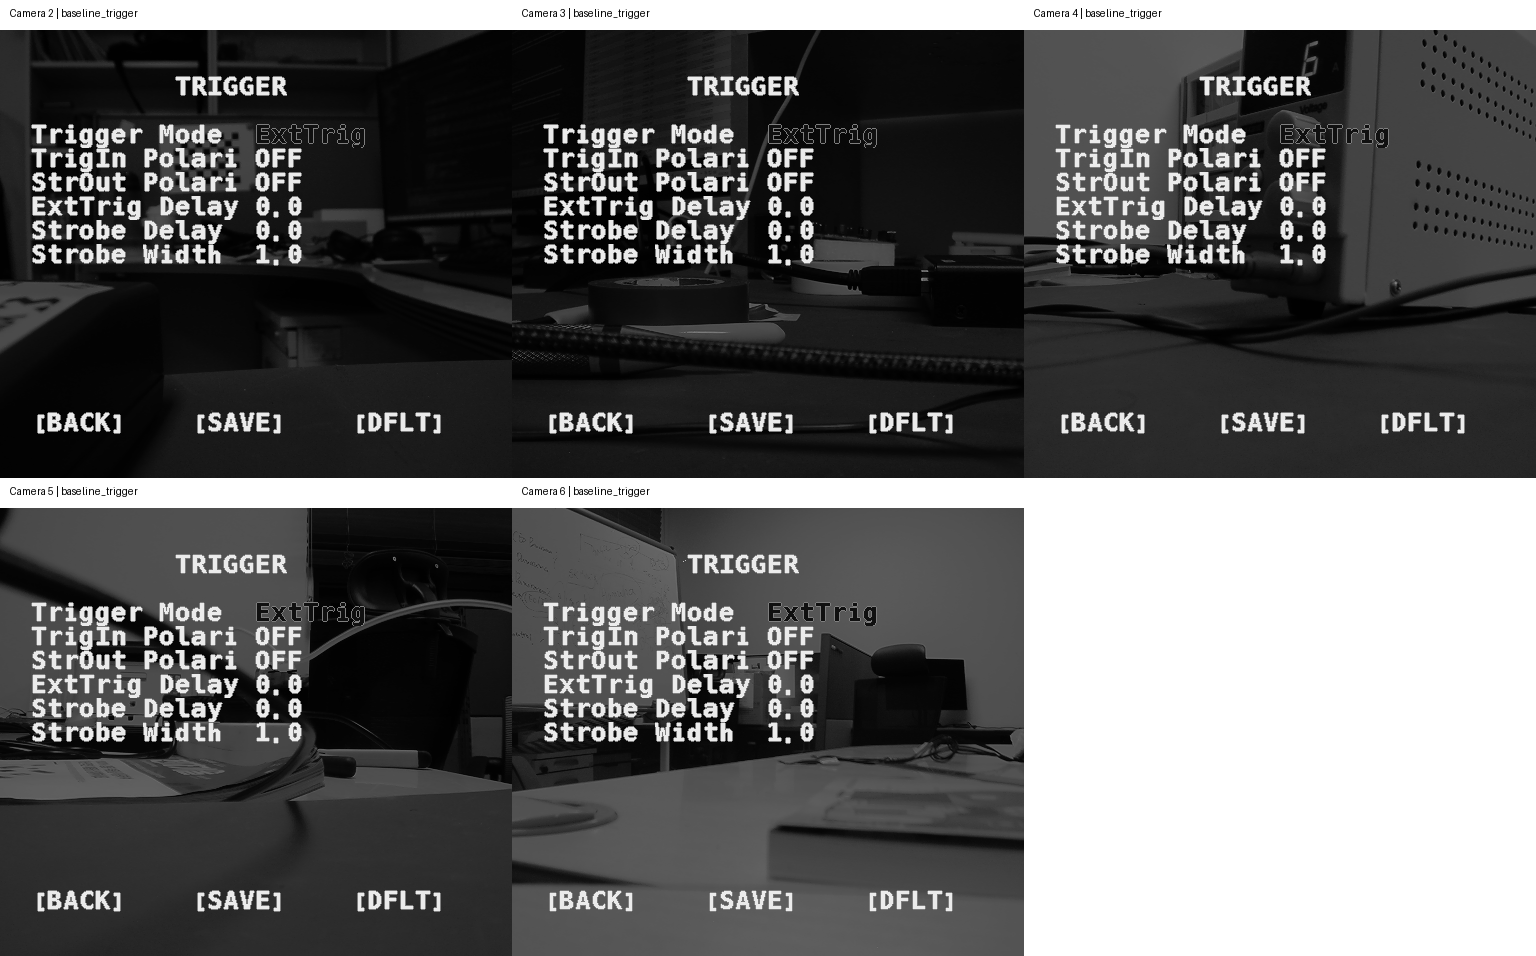 Camera 2 | baseline_trigger
TRIGGER
Trigger Mode ExtTrig
TrigIn Polari OFF
StrOut Polari OFF
ExtTrig Delay 0.0
Strobe Delay 0.0
Strobe Width 1.0
[BACK] [SAVE] [DFLT]
Camera 3 | baseline_trigger
TRIGGER
Trigger Mode ExtTrig
TrigIn Polari OFF
StrOut Polari OFF
ExtTrig Delay 0.0
Strobe Delay 0.0
Strobe Width 1.0
[BACK] [SAVE] [DFLT]
Camera 4 | baseline_trigger
6
TRIGGER
Trigger Mode ExtTrig
TrigIn Polari OFF
StrOut Polari OFF
ExtTrig Delay 0.0
Strobe Delay 0.0
Strobe Width 1.0
[BACK] [SAVE] [DFLT]
Camera 5 | baseline_trigger
TRIGGER
Trigger Mode ExtTrig
TrigIn Polari OFF
StrOut Polari OFF
ExtTrig Delay 0.0
Strobe Delay 0.0
Strobe Width 1.0
[BACK] [SAVE] [DFLT]
Camera 6 | baseline_trigger
TRIGGER
Trigger Mode ExtTrig
TrigIn Polari OFF
StrOut Polari OFF
ExtTrig Delay 0.0
Strobe Delay 0.0
Strobe Width 1.0
[BACK] [SAVE] [DFLT]